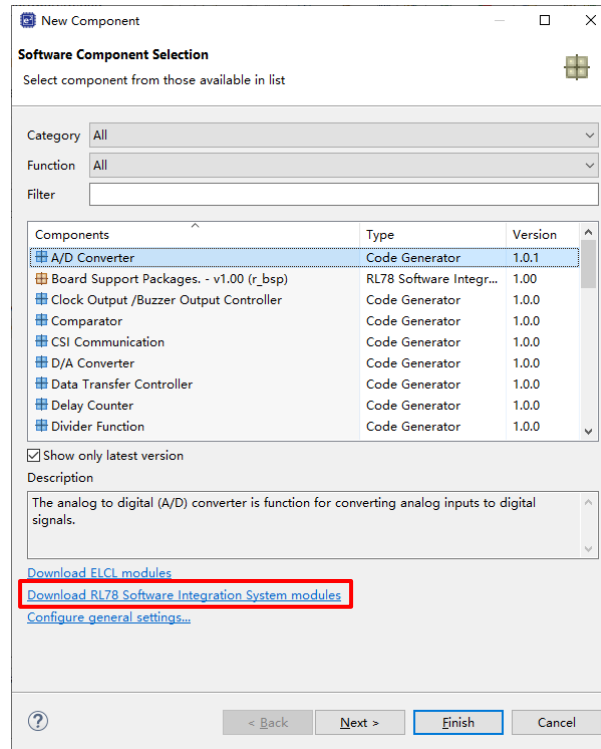 New Component
Software Component Selection
Select component from those available in list
Category All
Function All
Filter
Components Type Version
A/D Converter Code Generator 1.0.1
Board Support Packages. - v1.00 (r_bsp) RL78 Software Integr... 1.00
Clock Output /Buzzer Output Controller Code Generator 1.0.0
Comparator Code Generator 1.0.0
CSI Communication Code Generator 1.0.0
D/A Converter Code Generator 1.0.0
Data Transfer Controller Code Generator 1.0.0
Delay Counter Code Generator 1.0.0
Divider Function Code Generator 1.0.0
Show only latest version
Description
The analog to digital (A/D) converter is function for converting analog inputs to digital
signals.
Download ELCL modules
Download RL78 Software Integration System modules
Configure general settings...
? < Back Next > Finish Cancel